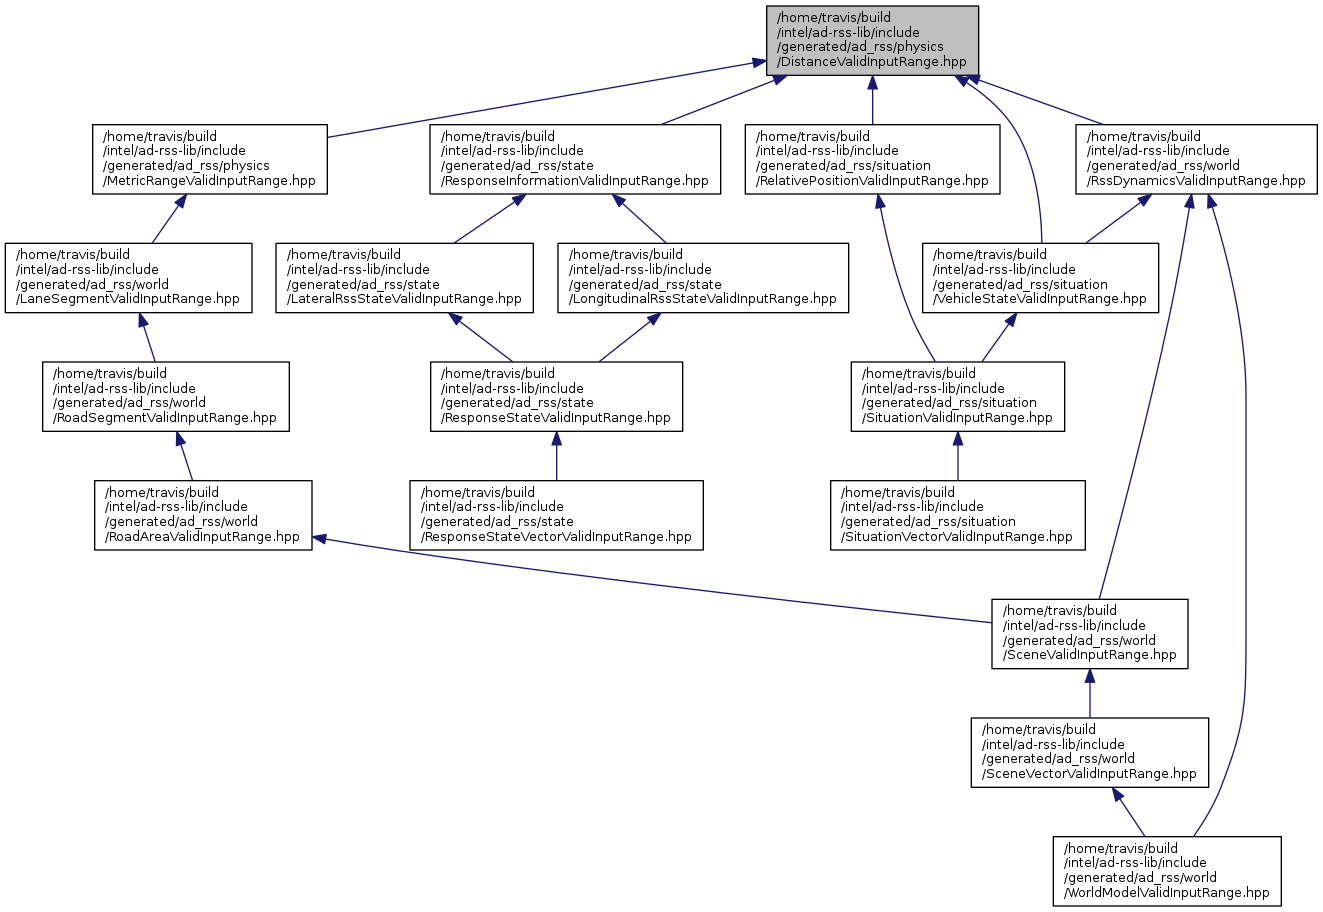 /home/travis/build
/intel/ad-rss-lib/include
/generated/ad_rss/physics
/DistanceValidInputRange.hpp
/home/travis/build
/intel/ad-rss-lib/include
/generated/ad_rss/physics
/MetricRangeValidInputRange.hpp
/home/travis/build
/intel/ad-rss-lib/include
/generated/ad_rss/state
/ResponseInformationValidInputRange.hpp
/home/travis/build
/intel/ad-rss-lib/include
/generated/ad_rss/situation
/RelativePositionValidInputRange.hpp
/home/travis/build
/intel/ad-rss-lib/include
/generated/ad_rss/world
/RssDynamicsValidInputRange.hpp
/home/travis/build
/intel/ad-rss-lib/include
/generated/ad_rss/world
/LaneSegmentValidInputRange.hpp
/home/travis/build
/intel/ad-rss-lib/include
/generated/ad_rss/state
/LateralRssStateValidInputRange.hpp
/home/travis/build
/intel/ad-rss-lib/include
/generated/ad_rss/state
/LongitudinalRssStateValidInputRange.hpp
/home/travis/build
/intel/ad-rss-lib/include
/generated/ad_rss/situation
/VehicleStateValidInputRange.hpp
/home/travis/build
/intel/ad-rss-lib/include
/generated/ad_rss/world
/RoadSegmentValidInputRange.hpp
/home/travis/build
/intel/ad-rss-lib/include
/generated/ad_rss/state
/ResponseStateValidInputRange.hpp
/home/travis/build
/intel/ad-rss-lib/include
/generated/ad_rss/situation
/SituationValidInputRange.hpp
/home/travis/build
/intel/ad-rss-lib/include
/generated/ad_rss/world
/RoadAreaValidInputRange.hpp
/home/travis/build
/intel/ad-rss-lib/include
/generated/ad_rss/state
/ResponseStateVectorValidInputRange.hpp
/home/travis/build
/intel/ad-rss-lib/include
/generated/ad_rss/situation
/SituationVectorValidInputRange.hpp
/home/travis/build
/intel/ad-rss-lib/include
/generated/ad_rss/world
/SceneValidInputRange.hpp
/home/travis/build
/intel/ad-rss-lib/include
/generated/ad_rss/world
/SceneVectorValidInputRange.hpp
/home/travis/build
/intel/ad-rss-lib/include
/generated/ad_rss/world
/WorldModelValidInputRange.hpp